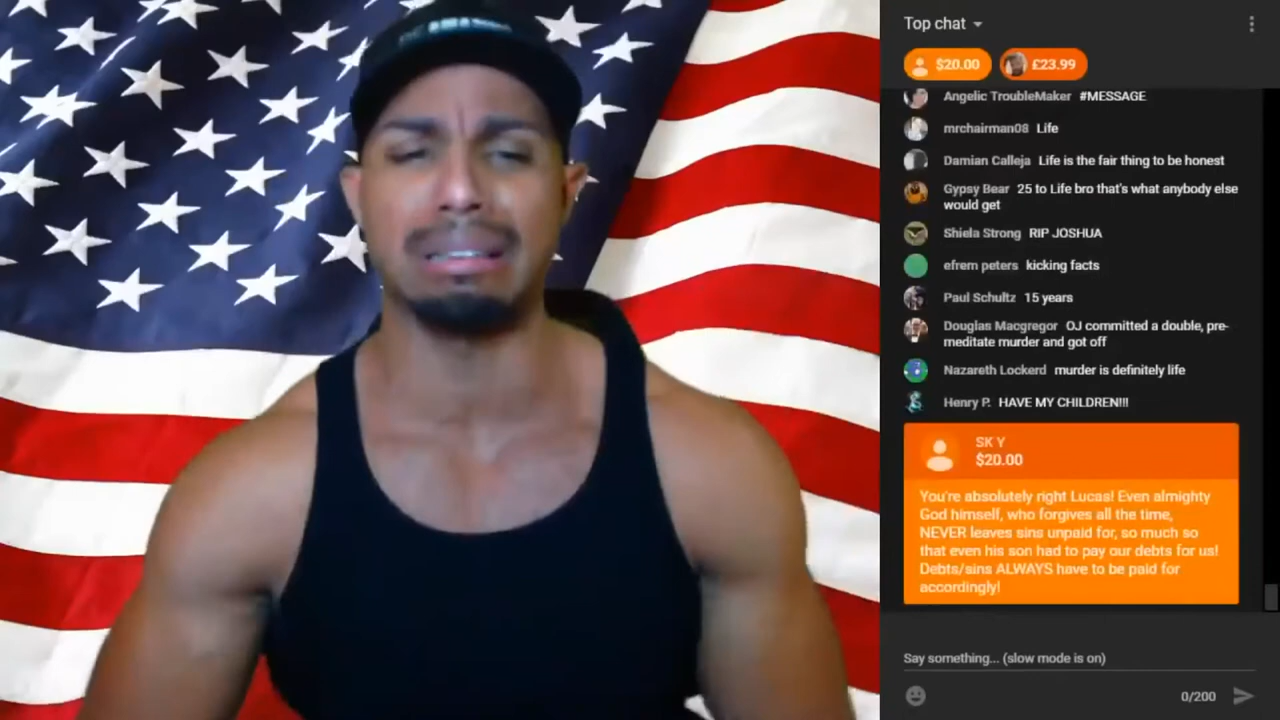 Top chat
$20.00 £23.99
Angelic TroubleMaker #MESSAGE
mrchairman08 Life
Damian Calleja Life is the fair thing to be honest
Gypsy Bear 25 to Life bro that's what anybody else
would get
Shiela Strong RIP JOSHUA
efrem peters kicking facts
Paul Schultz 15 years
Douglas Macgregor OJ committed a double, pre-
meditate murder and got off
Nazareth Lockerd murder is definitely life
Henry P. HAVE MY CHILDREN!!!
SK Y
$20.00
You're absolutely right Lucas! Even almighty
God himself, who forgives all the time,
NEVER leaves sins unpaid for, so much so
that even his son had to pay our debts for us!
Debts/sins ALWAYS have to be paid for
accordingly!
Say something... (slow mode is on)
0/200